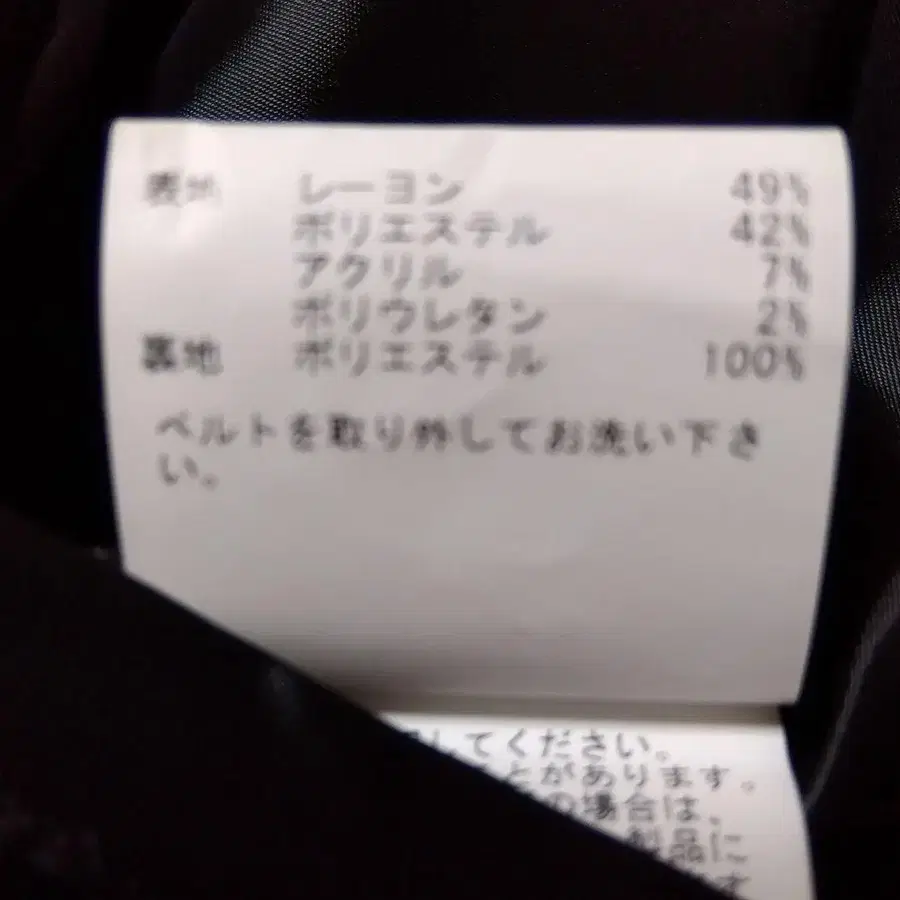 表地 レーヨン 49%
ポリエステル 42%
アクリル 7%
ポリウレタン 2%
裏地 ポリエステル 100%
ベルトを取り外してお洗い下さ
い。
してください。
とがあります。
の場合は、
製品に